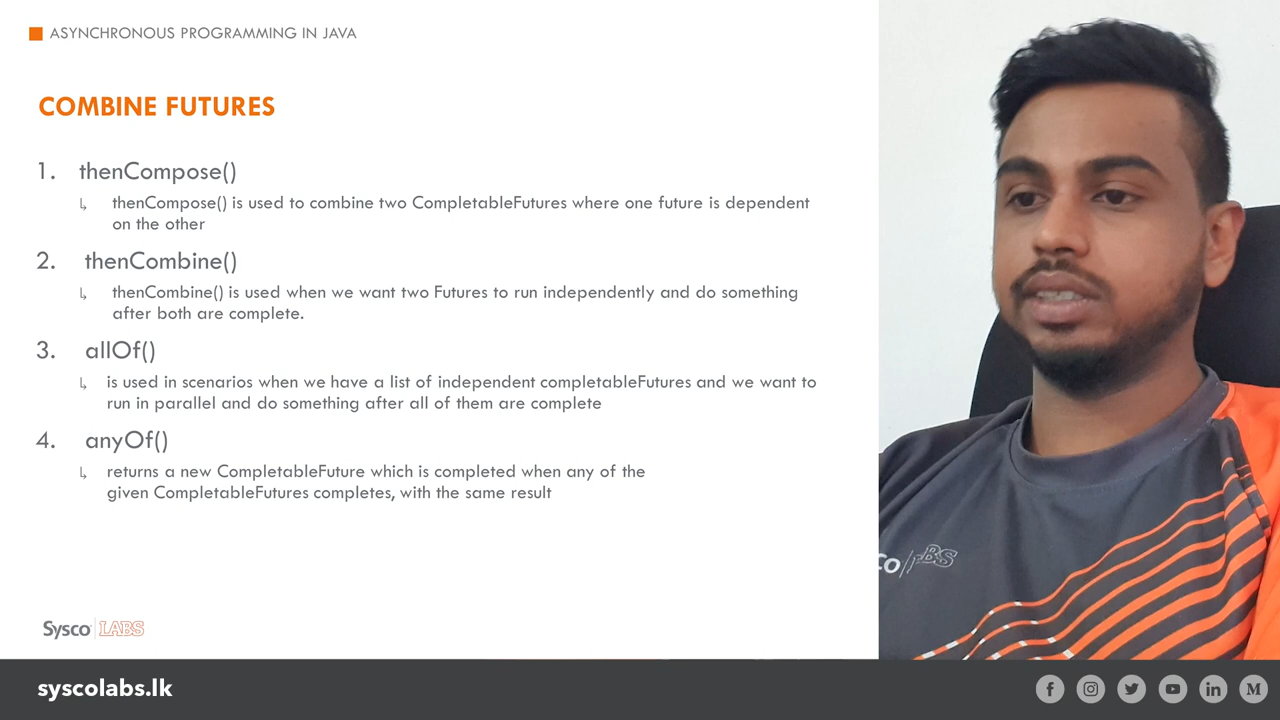 ASYNCHRONOUS PROGRAMMING IN JAVA
COMBINE FUTURES
1. thenCompose()
↳ thenCompose() is used to combine two CompletableFutures where one future is dependent
on the other
2. thenCombine()
↳ thenCombine() is used when we want two Futures to run independently and do something
after both are complete.
3. allOf()
↳ is used in scenarios when we have a list of independent completableFutures and we want to
run in parallel and do something after all of them are complete
4. anyOf()
↳ returns a new CompletableFuture which is completed when any of the
given CompletableFutures completes, with the same result
Sysco LABS
syscolabs.lk